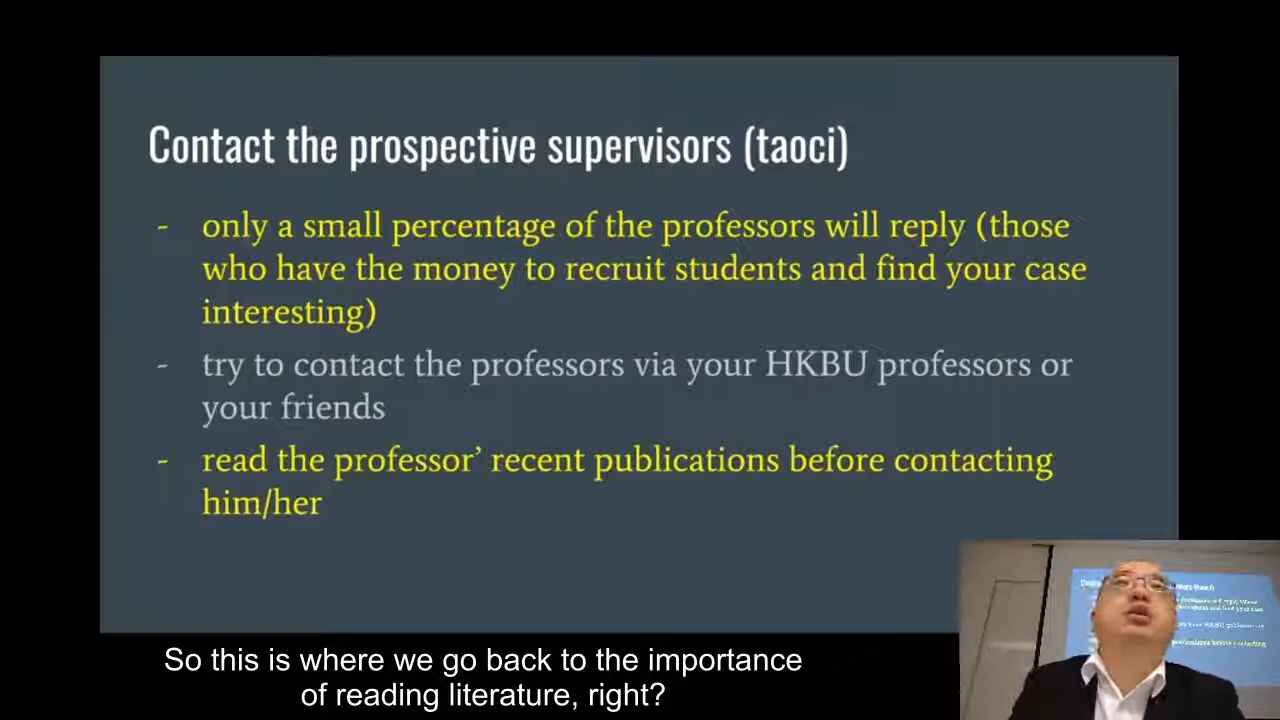 Contact the prospective supervisors (taoci)
- only a small percentage of the professors will reply (those
who have the money to recruit students and find your case
interesting)
- try to contact the professors via your HKBU professors or
your friends
- read the professor’ recent publications before contacting
him/her
So this is where we go back to the importance
of reading literature, right?